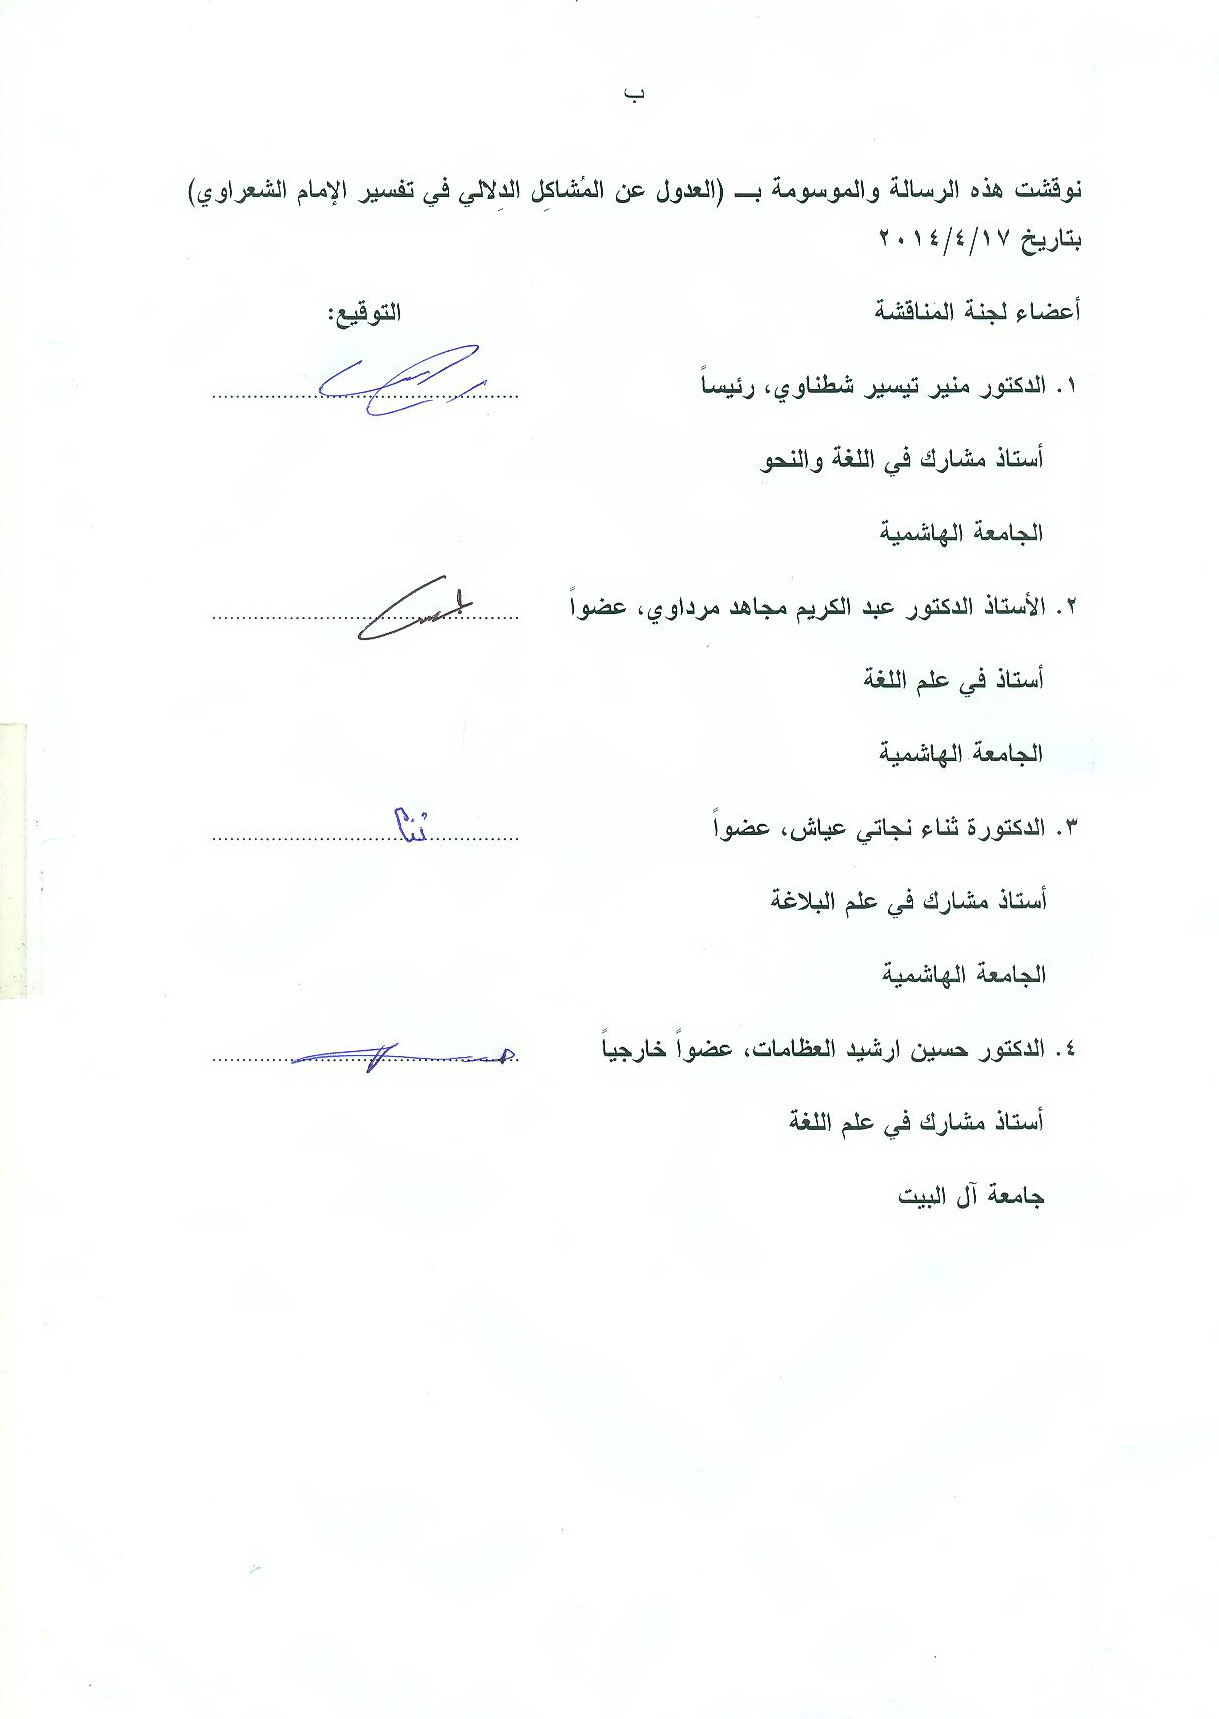 ب
نوقشت هذه الرسالة والموسومة بـــ (العدول عن المُشاكِل الدِلالي في تفسير الإمام الشعراوي)
بتاريخ ٢٠١٤/٤/١٧
أعضاء لجنة المناقشة التوقيع:
١. الدكتور منير تيسير شطناوي، رئيساً ..........................................
أستاذ مشارك في اللغة والنحو
الجامعة الهاشمية
٢. الأستاذ الدكتور عبد الكريم مجاهد مرداوي، عضواً ..........................................
أستاذ في علم اللغة
الجامعة الهاشمية
٣. الدكتورة ثناء نجاتي عياش، عضواً ..........................................
أستاذ مشارك في علم البلاغة
الجامعة الهاشمية
٤. الدكتور حسين ارشيد العظامات، عضواً خارجياً ..........................................
أستاذ مشارك في علم اللغة
جامعة آل البيت